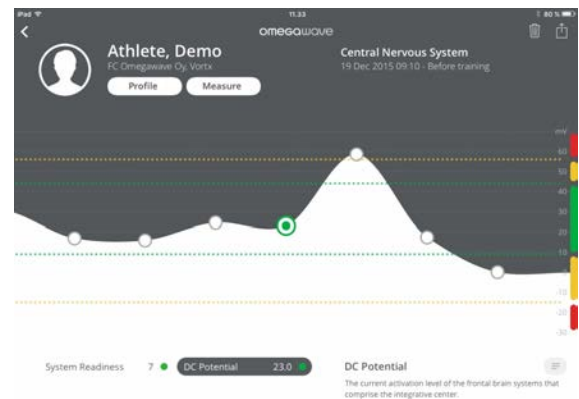 iPad
11.33
80 %
omegawave
Athlete, Demo
FC Omegawave Oy, Vortx
Profile
Measure
Central Nervous System
19 Dec 2015 09:10 - Before training
mV
60
50
40
30
20
10
-10
-20
-30
System Readiness 7
DC Potential 23.0
DC Potential
The current activation level of the frontal brain systems that
comprise the integrative center.